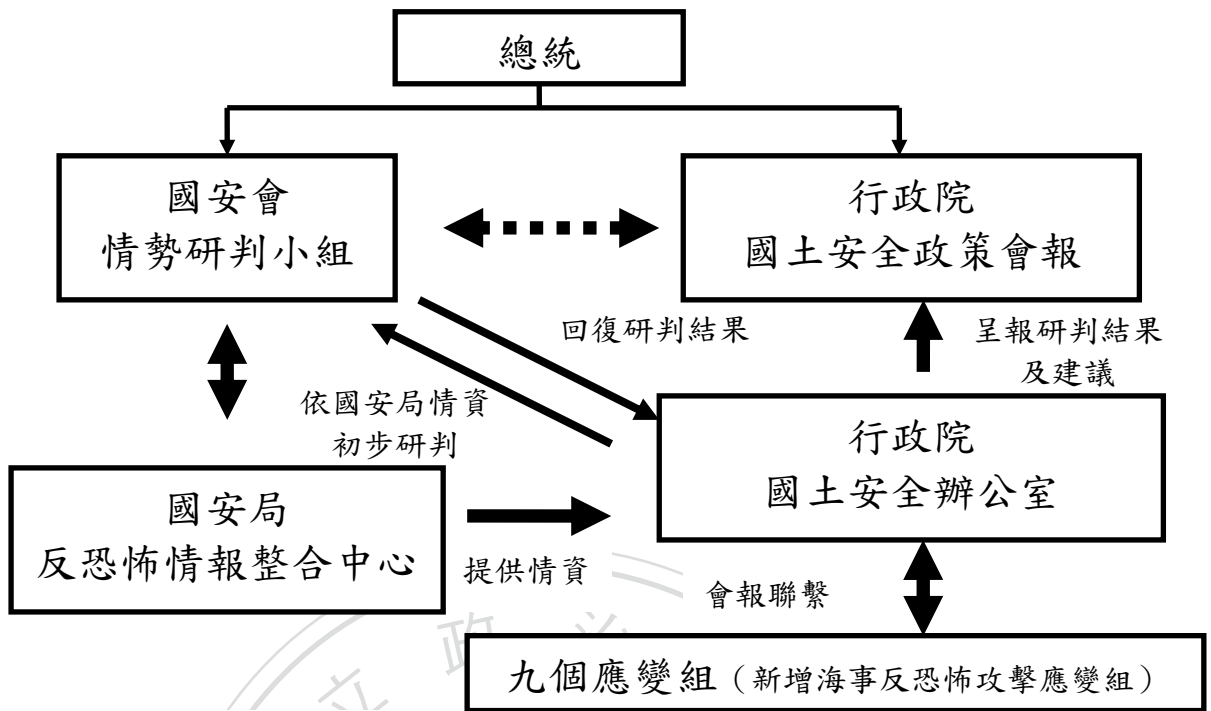 總統
國安會
情勢研判小組
行政院
國土安全政策會報
回復研判結果
呈報研判結果
及建議
依國安局情資
初步研判
行政院
國土安全辦公室
國安局
反恐怖情報整合中心
提供情資
會報聯繫
立 政 治
九個應變組（新增海事反恐怖攻擊應變組）